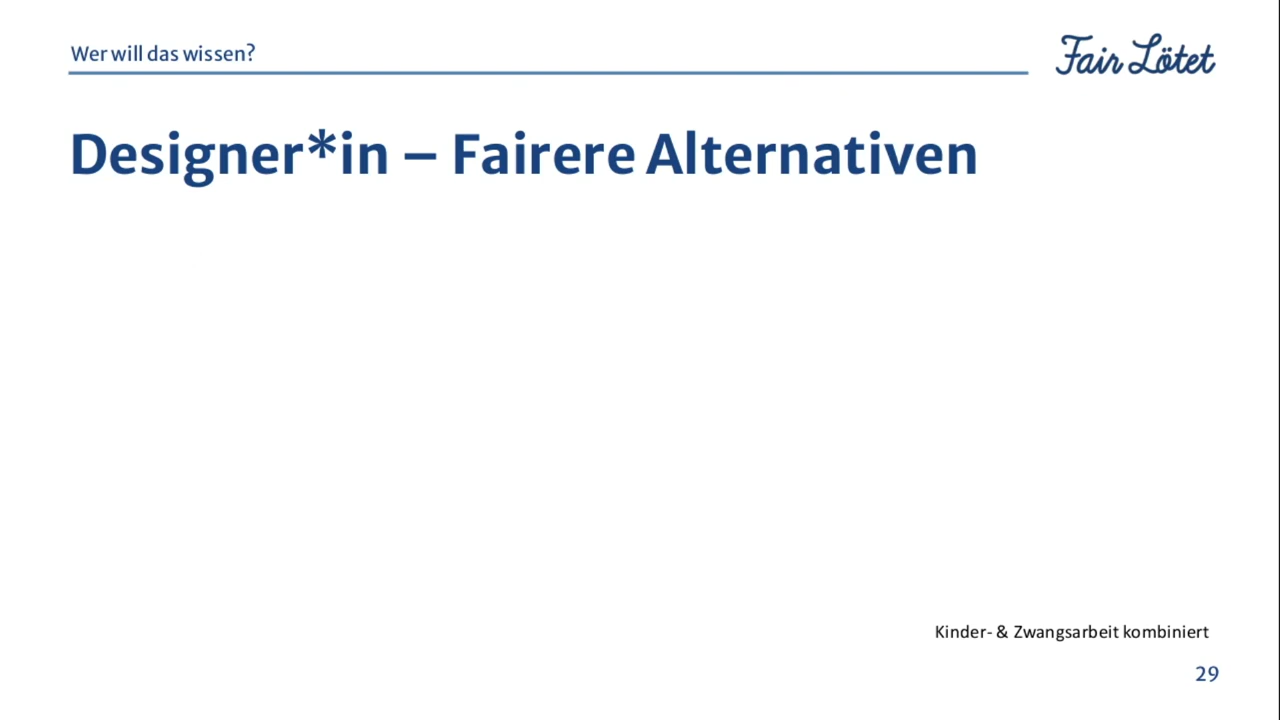 Wer will das wissen?
Fair Lötet
Designer*in – Fairere Alternativen
Kinder- & Zwangsarbeit kombiniert
29